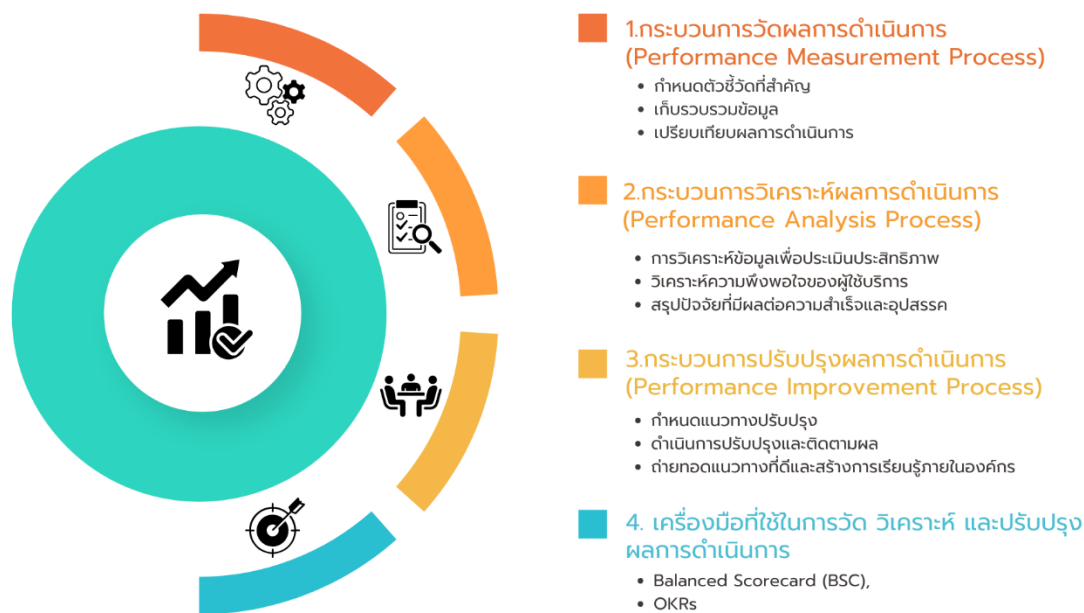 1.กระบวนการวัดผลการดำเนินการ
(Performance Measurement Process)
• กำหนดตัวชี้วัดที่สำคัญ
• เก็บรวบรวมข้อมูล
• เปรียบเทียบผลการดำเนินการ
2.กระบวนการวิเคราะห์ผลการดำเนินการ
(Performance Analysis Process)
• การวิเคราะห์ข้อมูลเพื่อประเมินประสิทธิภาพ
• วิเคราะห์ความพึงพอใจของผู้ใช้บริการ
• สรุปปัจจัยที่มีผลต่อความสำเร็จและอุปสรรค
3.กระบวนการปรับปรุงผลการดำเนินการ
(Performance Improvement Process)
• กำหนดแนวทางปรับปรุง
• ดำเนินการปรับปรุงและติดตามผล
• ถ่ายทอดแนวทางที่ดีและสร้างการเรียนรู้ภายในองค์กร
4. เครื่องมือที่ใช้ในการวัด วิเคราะห์ และปรับปรุง
ผลการดำเนินการ
• Balanced Scorecard (BSC),
• OKRs